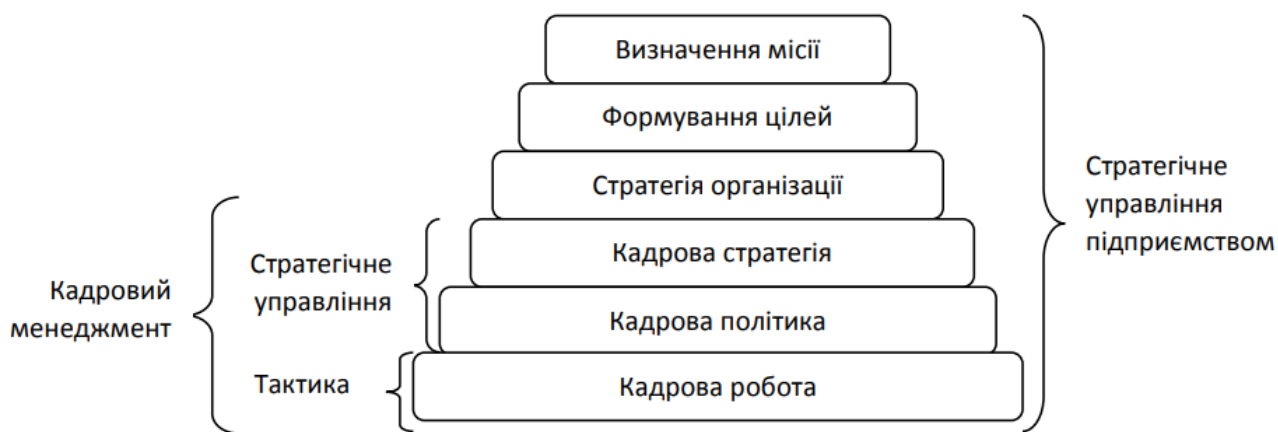 Визначення місії
Формування цілей
Стратегія організації
Кадрова стратегія
Кадрова політика
Кадрова робота
Кадровий
менеджмент
Стратегічне
управління
Тактика
Стратегічне
управління
підприємством